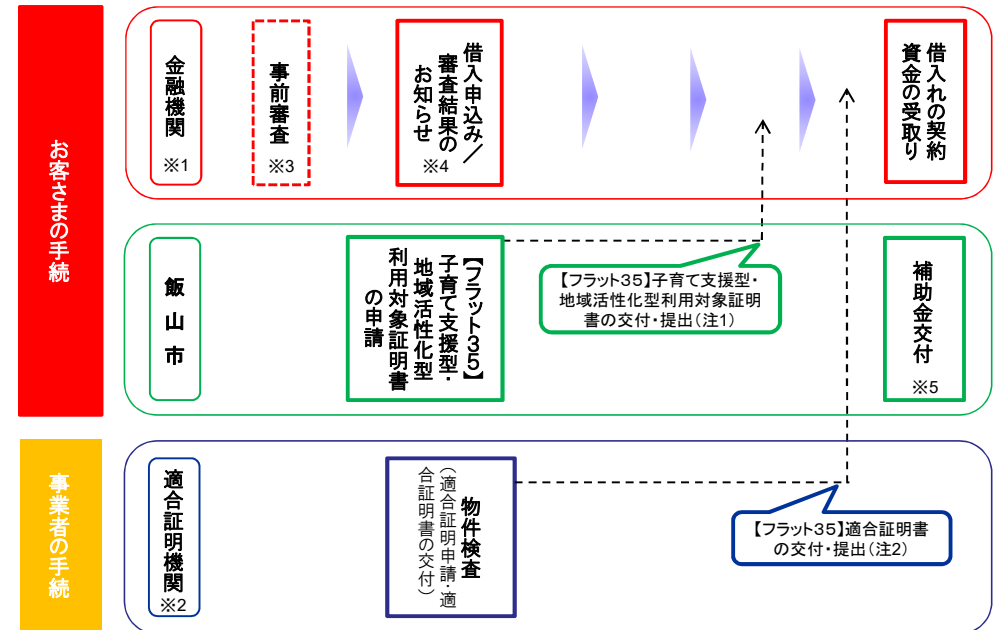 お客さまの手続
金融機関
※1
事前審査
※3
借入申込み／
審査結果の
お知らせ
※4
借入れの契約
資金の受取り
飯山市
【フラット35】
子育て支援型・
地域活性化型
利用対象証明書
の申請
【フラット35】子育て支援型・
地域活性化型利用対象証明
書の交付・提出(注1)
補助金交付
※5
事業者の手続
適合証明機関
※2
物件検査
（適合証明申請・適
合証明書の交付）
【フラット35】適合証明書
の交付・提出(注2)